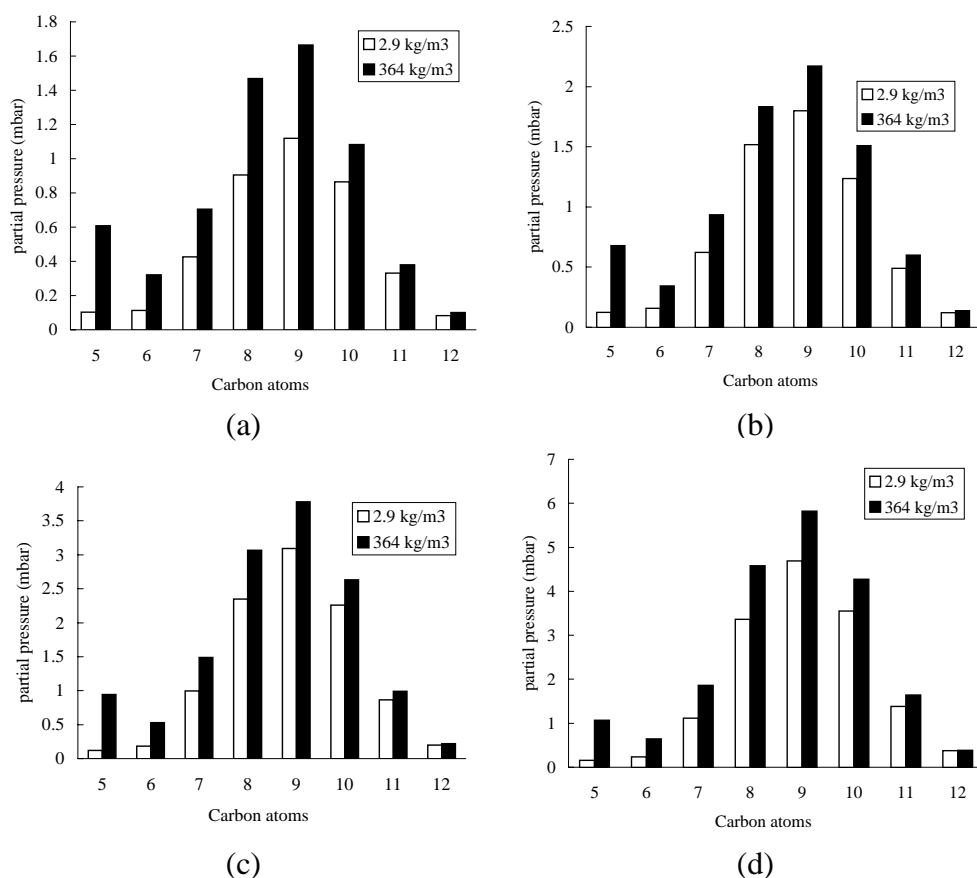 1.8
1.6
1.4
1.2
1
0.8
0.6
0.4
0.2
0
partial pressure (mbar)
2.9 kg/m3
364 kg/m3
5 6 7 8 9 10 11 12
Carbon atoms
(a)
2.5
2
1.5
1
0.5
0
partial pressure (mbar)
2.9 kg/m3
364 kg/m3
5 6 7 8 9 10 11 12
Carbon atoms
(b)
4
3.5
3
2.5
2
1.5
1
0.5
0
partial pressure (mbar)
2.9 kg/m3
364 kg/m3
5 6 7 8 9 10 11 12
Carbon atoms
(c)
7
6
5
4
3
2
1
0
partial pressure (mbar)
2.9 kg/m3
364 kg/m3
5 6 7 8 9 10 11 12
Carbon atoms
(d)